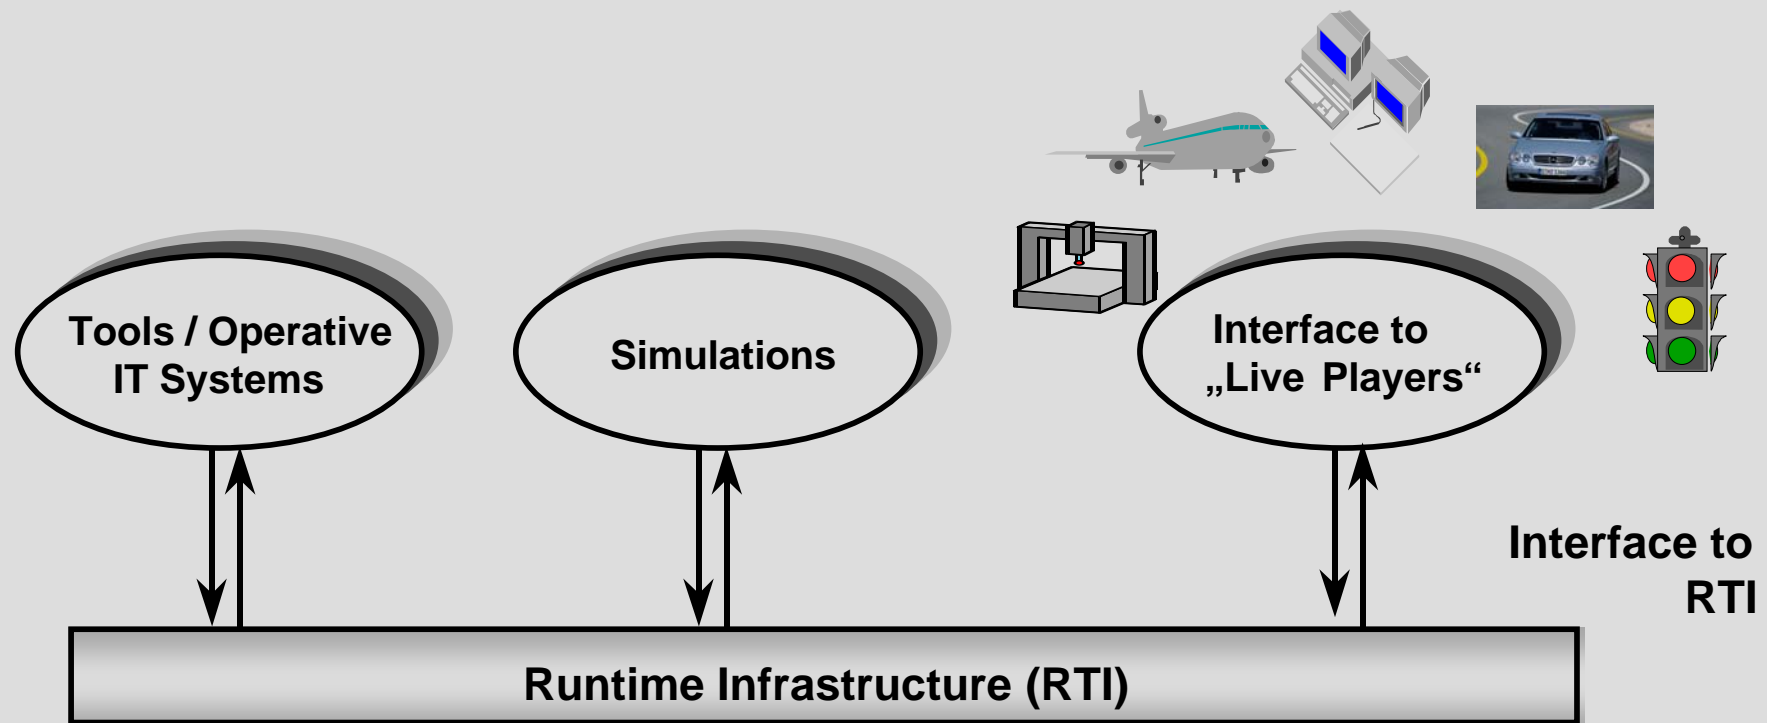 Tools / Operative
IT Systems
Simulations
Interface to
„Live Players“
Interface to
RTI
Runtime Infrastructure (RTI)